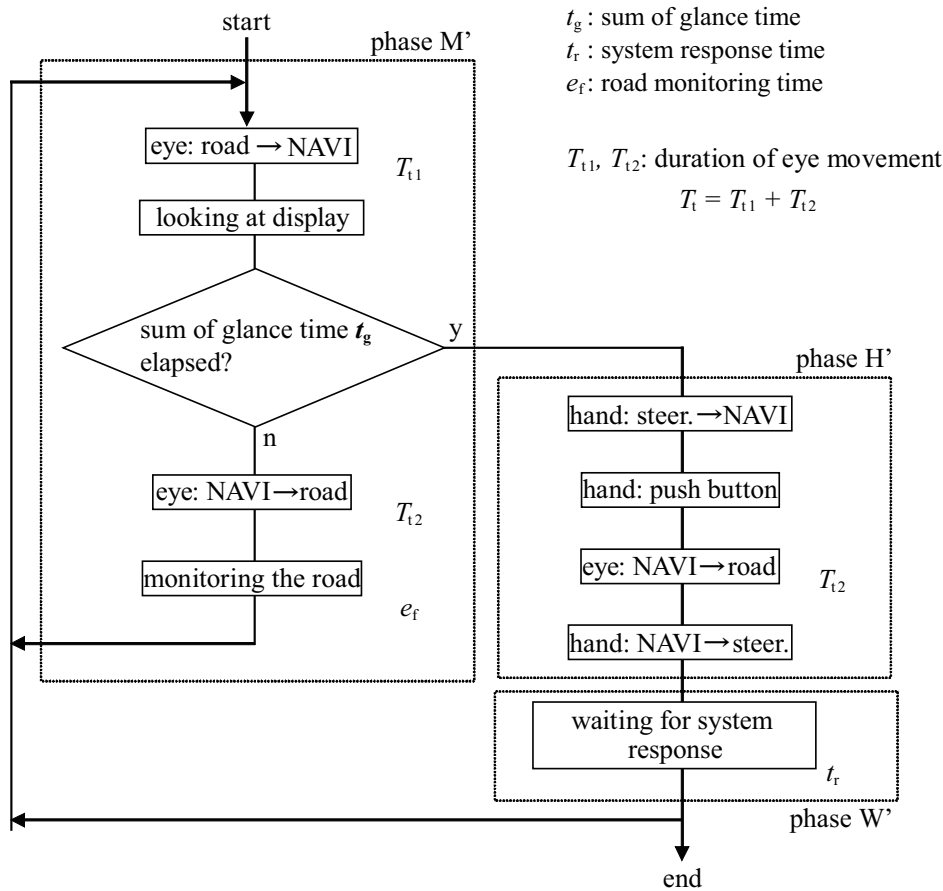 start
phase M’
eye: road → NAVI
T_t1
looking at display
sum of glance time t_g
elapsed?
y
n
eye: NAVI→road
T_t2
monitoring the road
e_f
t_g : sum of glance time
t_r : system response time
e_f : road monitoring time
T_t1, T_t2: duration of eye movement
T_t = T_t1 + T_t2
phase H’
hand: steer.→NAVI
hand: push button
eye: NAVI→road
T_t2
hand: NAVI→steer.
waiting for system
response
t_r
phase W’
end